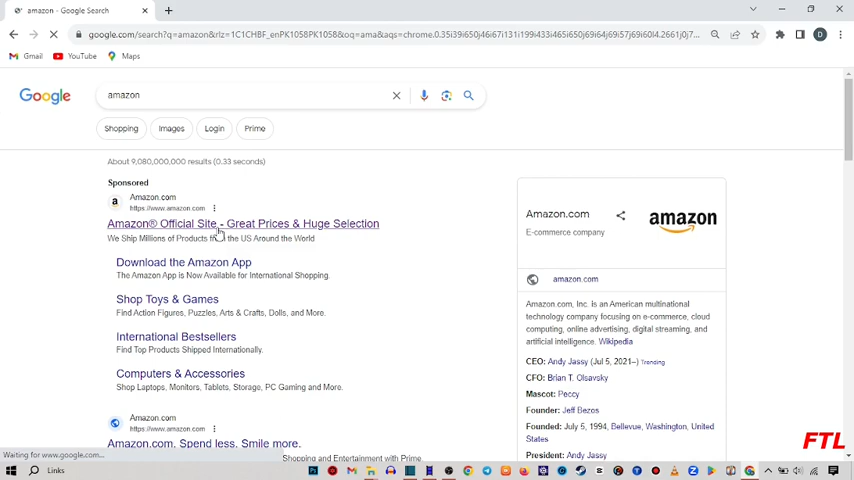 amazon - Google Search
google.com/search?q=amazon&rlz=1C1CHBF_enPK1058PK1058&oq=ama&aqs=chrome.
Gmail YouTube Maps
Google
amazon
Shopping Images Login Prime
About 9,080,000,000 results (0.33 seconds)
Sponsored
Amazon.com
https://www.amazon.com
Amazon® Official Site - Great Prices & Huge Selection
We Ship Millions of Products the US Around the World
Download the Amazon App
The Amazon App is Now Available for International Shopping.
Shop Toys & Games
Find Action Figures, Puzzles, Arts & Crafts, Dolls, and More.
International Bestsellers
Find Top Products Shipped Internationally.
Computers & Accessories
Shop Laptops, Monitors, Tablets, Storage, PC Gaming and More.
Amazon.com
https://www.amazon.com
Amazon.com. Spend less. Smile more.
Shopping and Entertainment with Prime.
Amazon.com
E-commerce company
amazon
amazon.com
Amazon.com, Inc. is an American multinational
technology company focusing on e-commerce, cloud
computing, online advertising, digital streaming, and
artificial intelligence. Wikipedia
CEO: Andy Jassy (Jul 5, 2021–) Trending
CFO: Brian T. Olsavsky
Mascot: Peccy
Founder: Jeff Bezos
Founded: July 5, 1994, Bellevue, Washington, United
States
President: Andy Jassy
FTL
Waiting for www.google.com...
Links